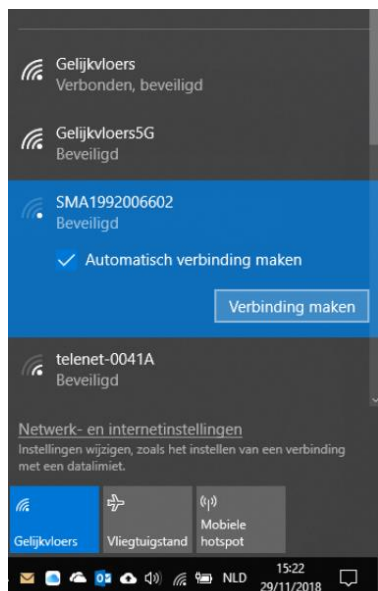 Gelijkvloers
Verbonden, beveiligd
Gelijkvloers5G
Beveiligd
SMA1992006602
Beveiligd
Automatisch verbinding maken
Verbinding maken
telenet-0041A
Beveiligd
Netwerk- en internetinstellingen
Instellingen wijzigen, zoals het instellen van een verbinding
met een datalimiet.
Gelijkvloers
Vliegtuigstand
Mobiele
hotspot
NLD
15:22
29/11/2018